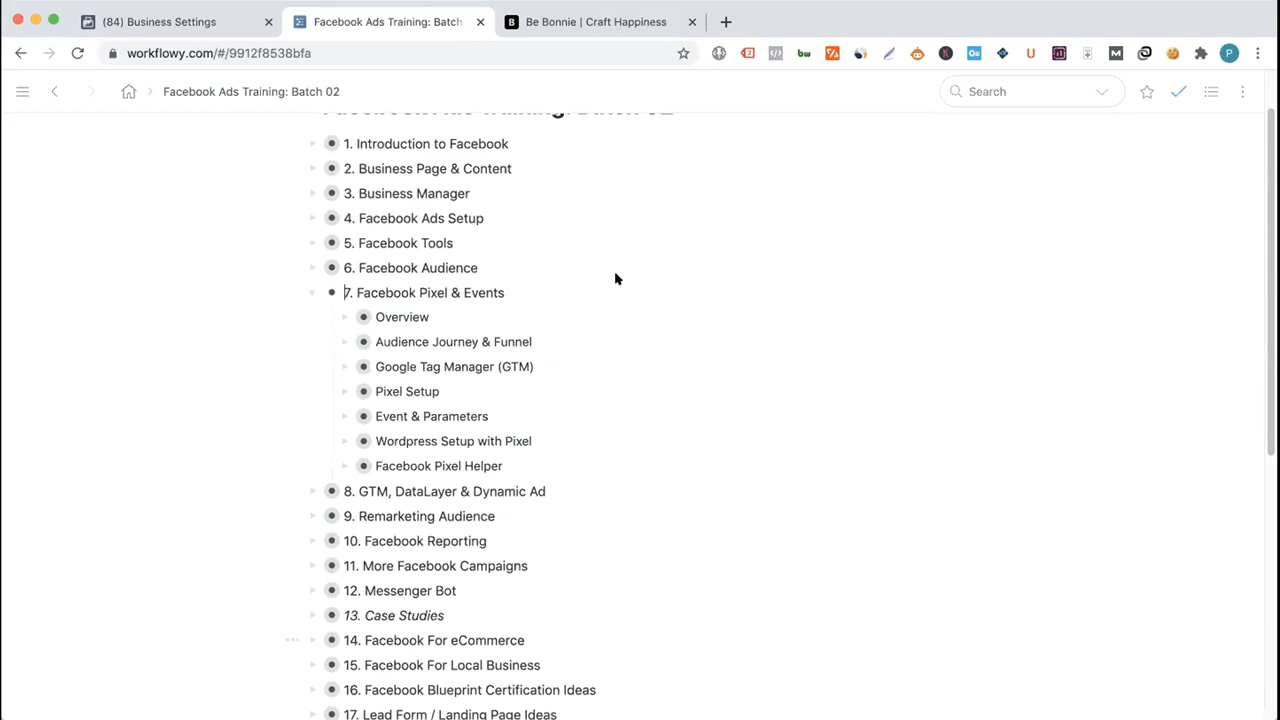 (84) Business Settings
Facebook Ads Training: Batch
Be Bonnie | Craft Happiness
workflowy.com/#/9912f8538bfa
Facebook Ads Training: Batch 02
Search
Facebook Ads Training: Batch 02
1. Introduction to Facebook
2. Business Page & Content
3. Business Manager
4. Facebook Ads Setup
5. Facebook Tools
6. Facebook Audience
7. Facebook Pixel & Events
Overview
Audience Journey & Funnel
Google Tag Manager (GTM)
Pixel Setup
Event & Parameters
Wordpress Setup with Pixel
Facebook Pixel Helper
8. GTM, DataLayer & Dynamic Ad
9. Remarketing Audience
10. Facebook Reporting
11. More Facebook Campaigns
12. Messenger Bot
13. Case Studies
14. Facebook For eCommerce
15. Facebook For Local Business
16. Facebook Blueprint Certification Ideas
17. Lead Form / Landing Page Ideas